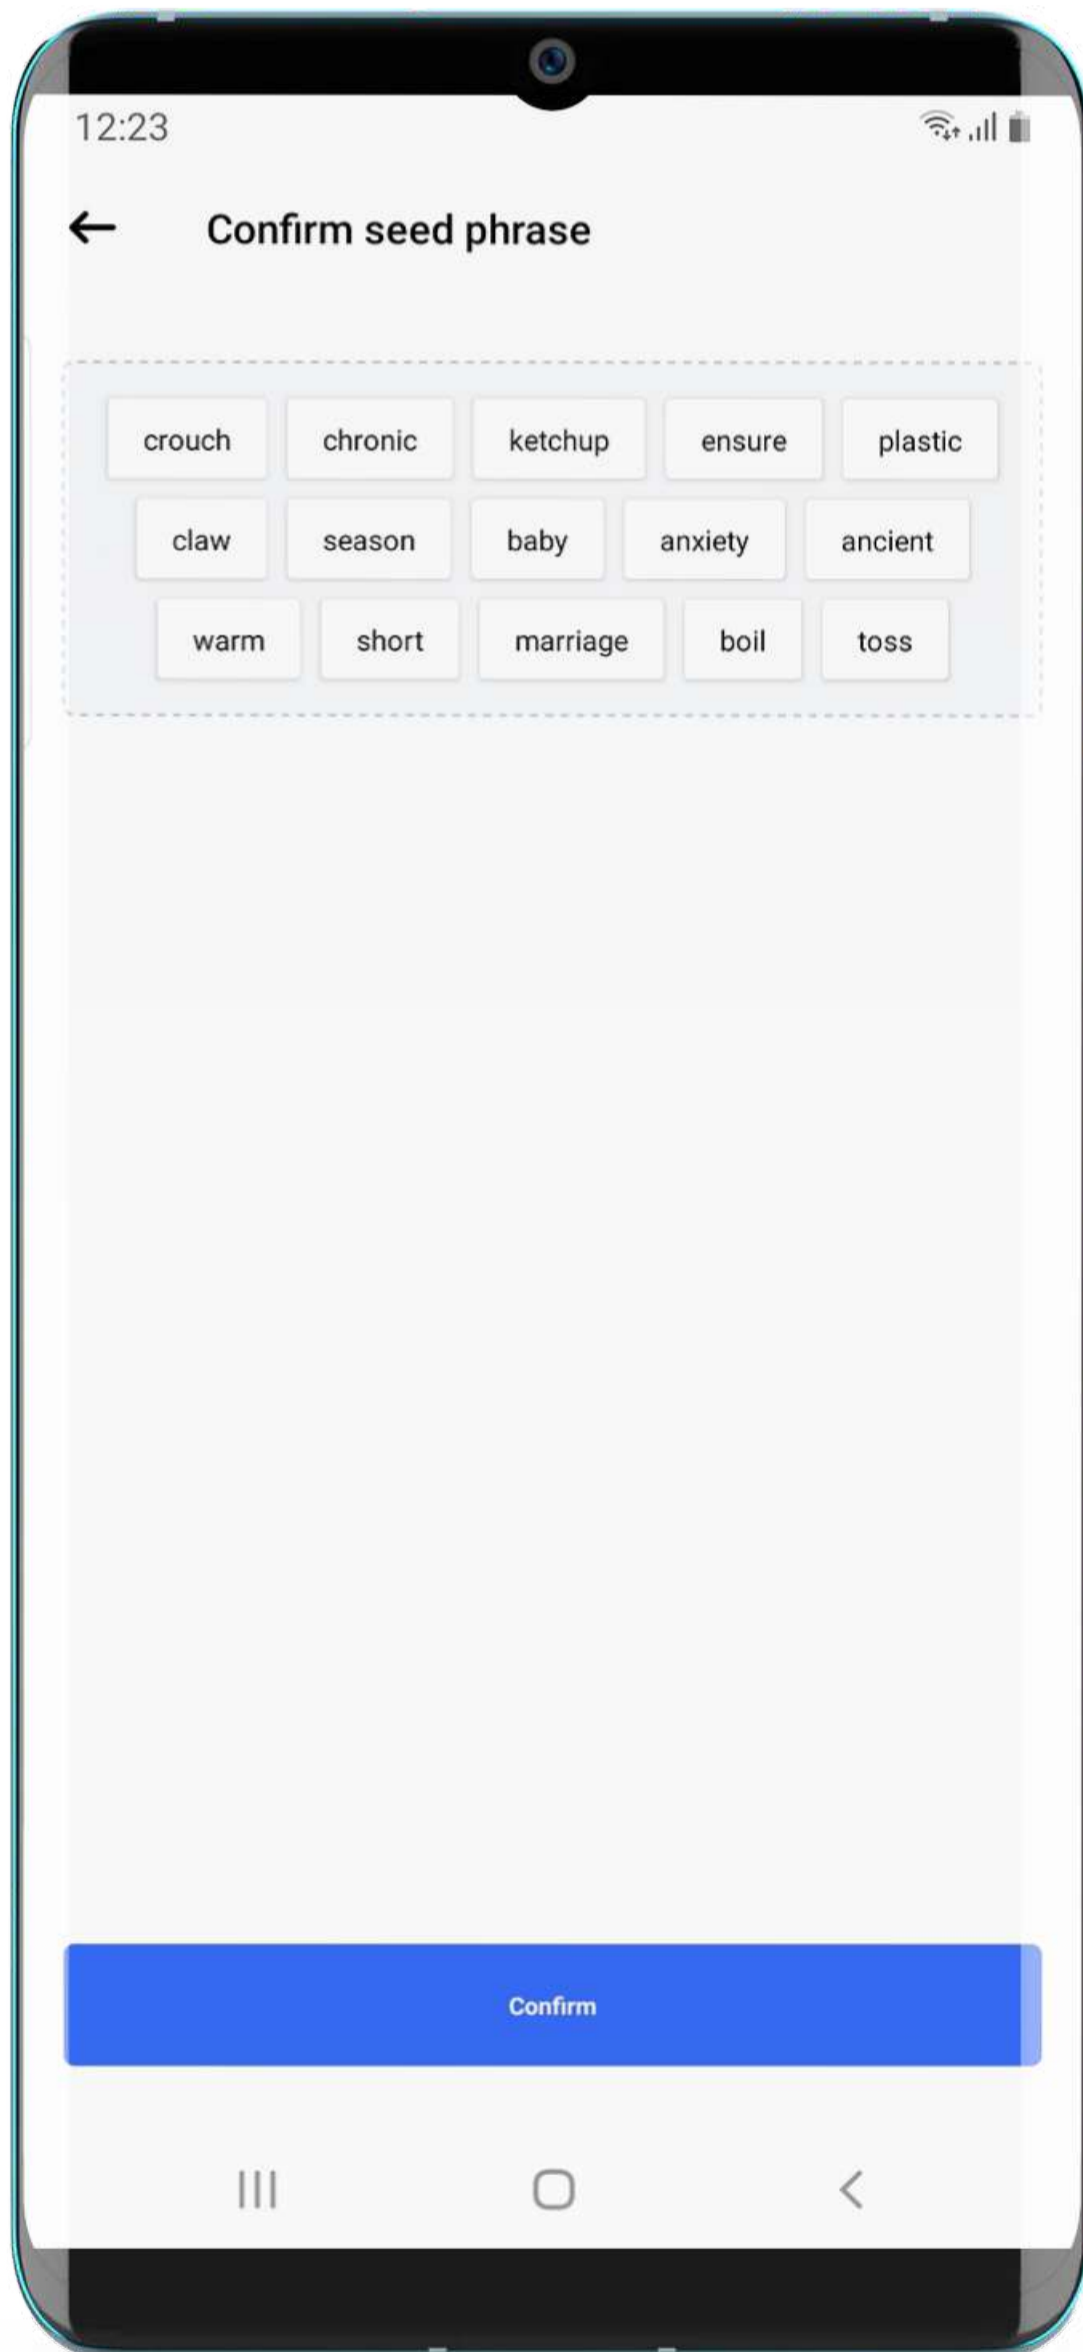 12:23
Confirm seed phrase
crouch chronic ketchup ensure plastic
claw season baby anxiety ancient
warm short marriage boil toss
Confirm